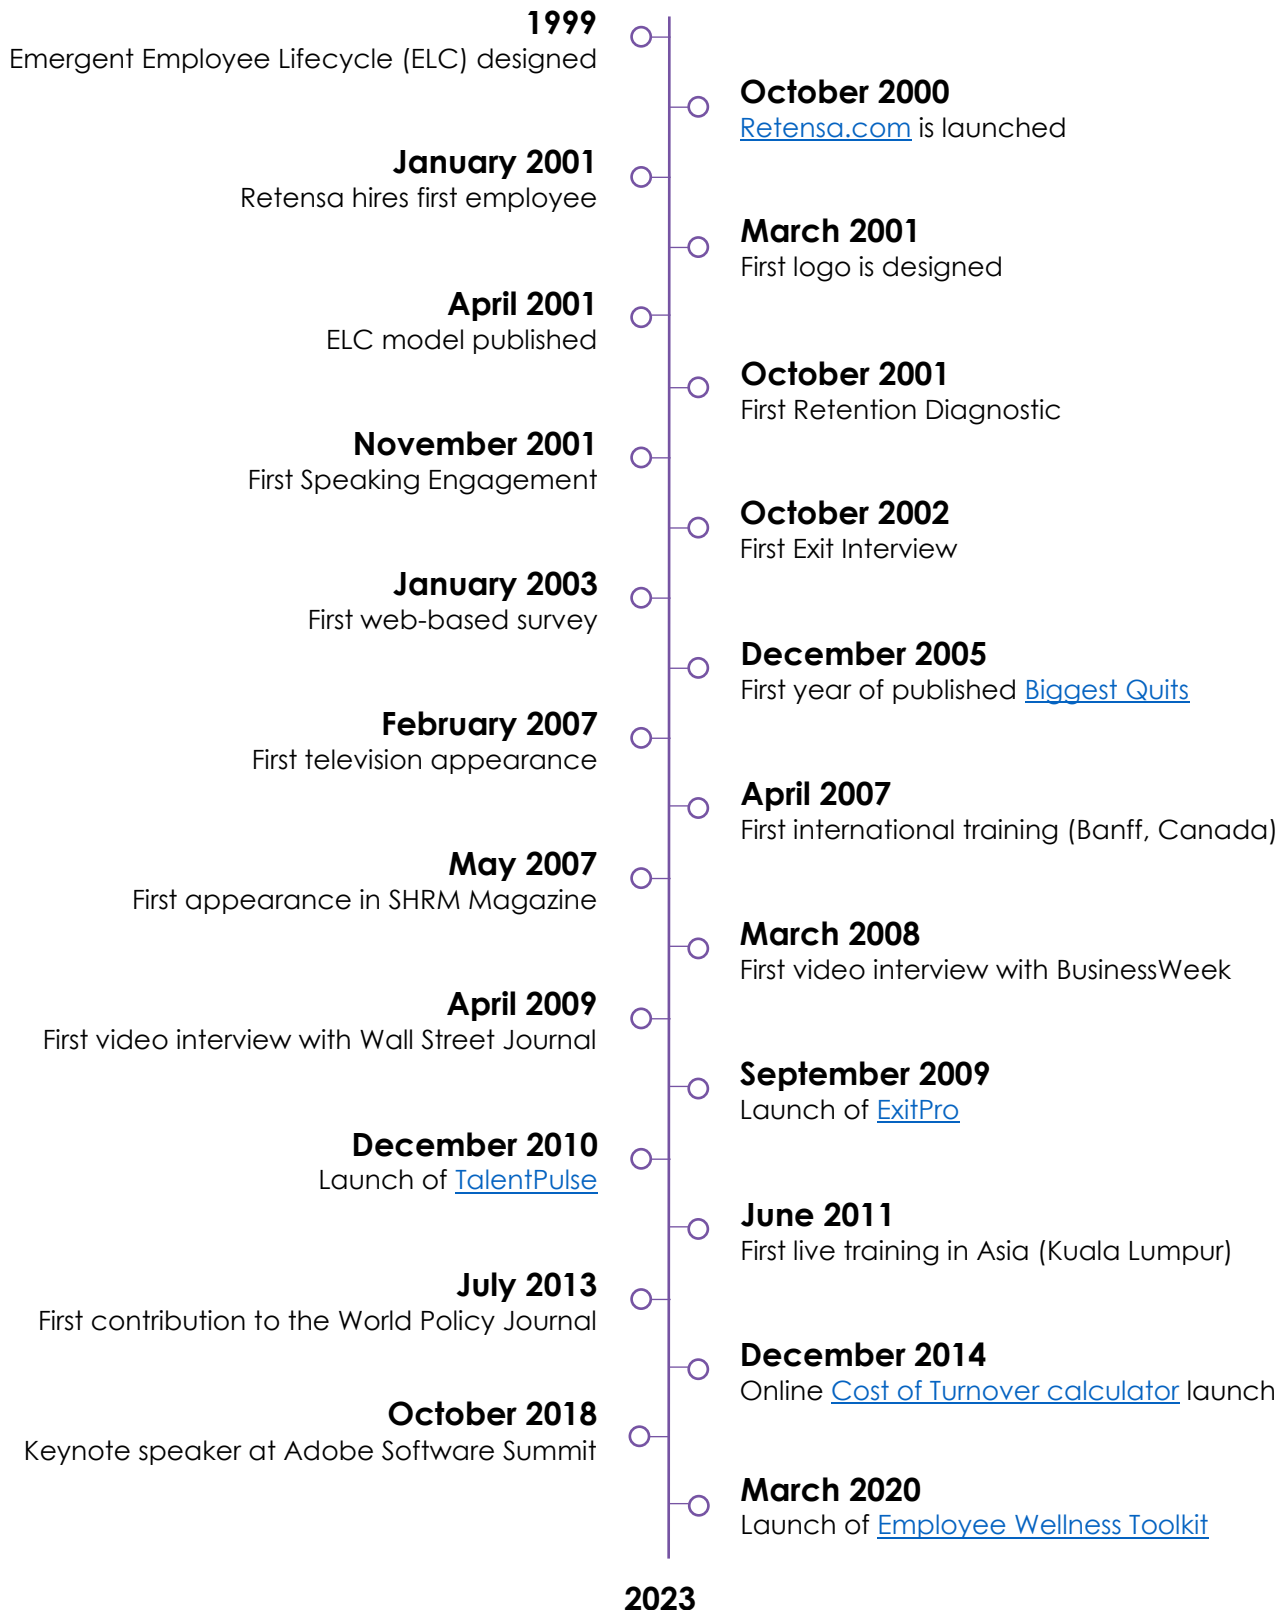 1999
Emergent Employee Lifecycle (ELC) designed
October 2000
Retensa.com is launched
January 2001
Retensa hires first employee
March 2001
First logo is designed
April 2001
ELC model published
October 2001
First Retention Diagnostic
November 2001
First Speaking Engagement
October 2002
First Exit Interview
January 2003
First web-based survey
December 2005
First year of published Biggest Quits
February 2007
First television appearance
April 2007
First international training (Banff, Canada)
May 2007
First appearance in SHRM Magazine
March 2008
First video interview with BusinessWeek
April 2009
First video interview with Wall Street Journal
September 2009
Launch of ExitPro
December 2010
Launch of TalentPulse
June 2011
First live training in Asia (Kuala Lumpur)
July 2013
First contribution to the World Policy Journal
December 2014
Online Cost of Turnover calculator launch
October 2018
Keynote speaker at Adobe Software Summit
March 2020
Launch of Employee Wellness Toolkit
2023